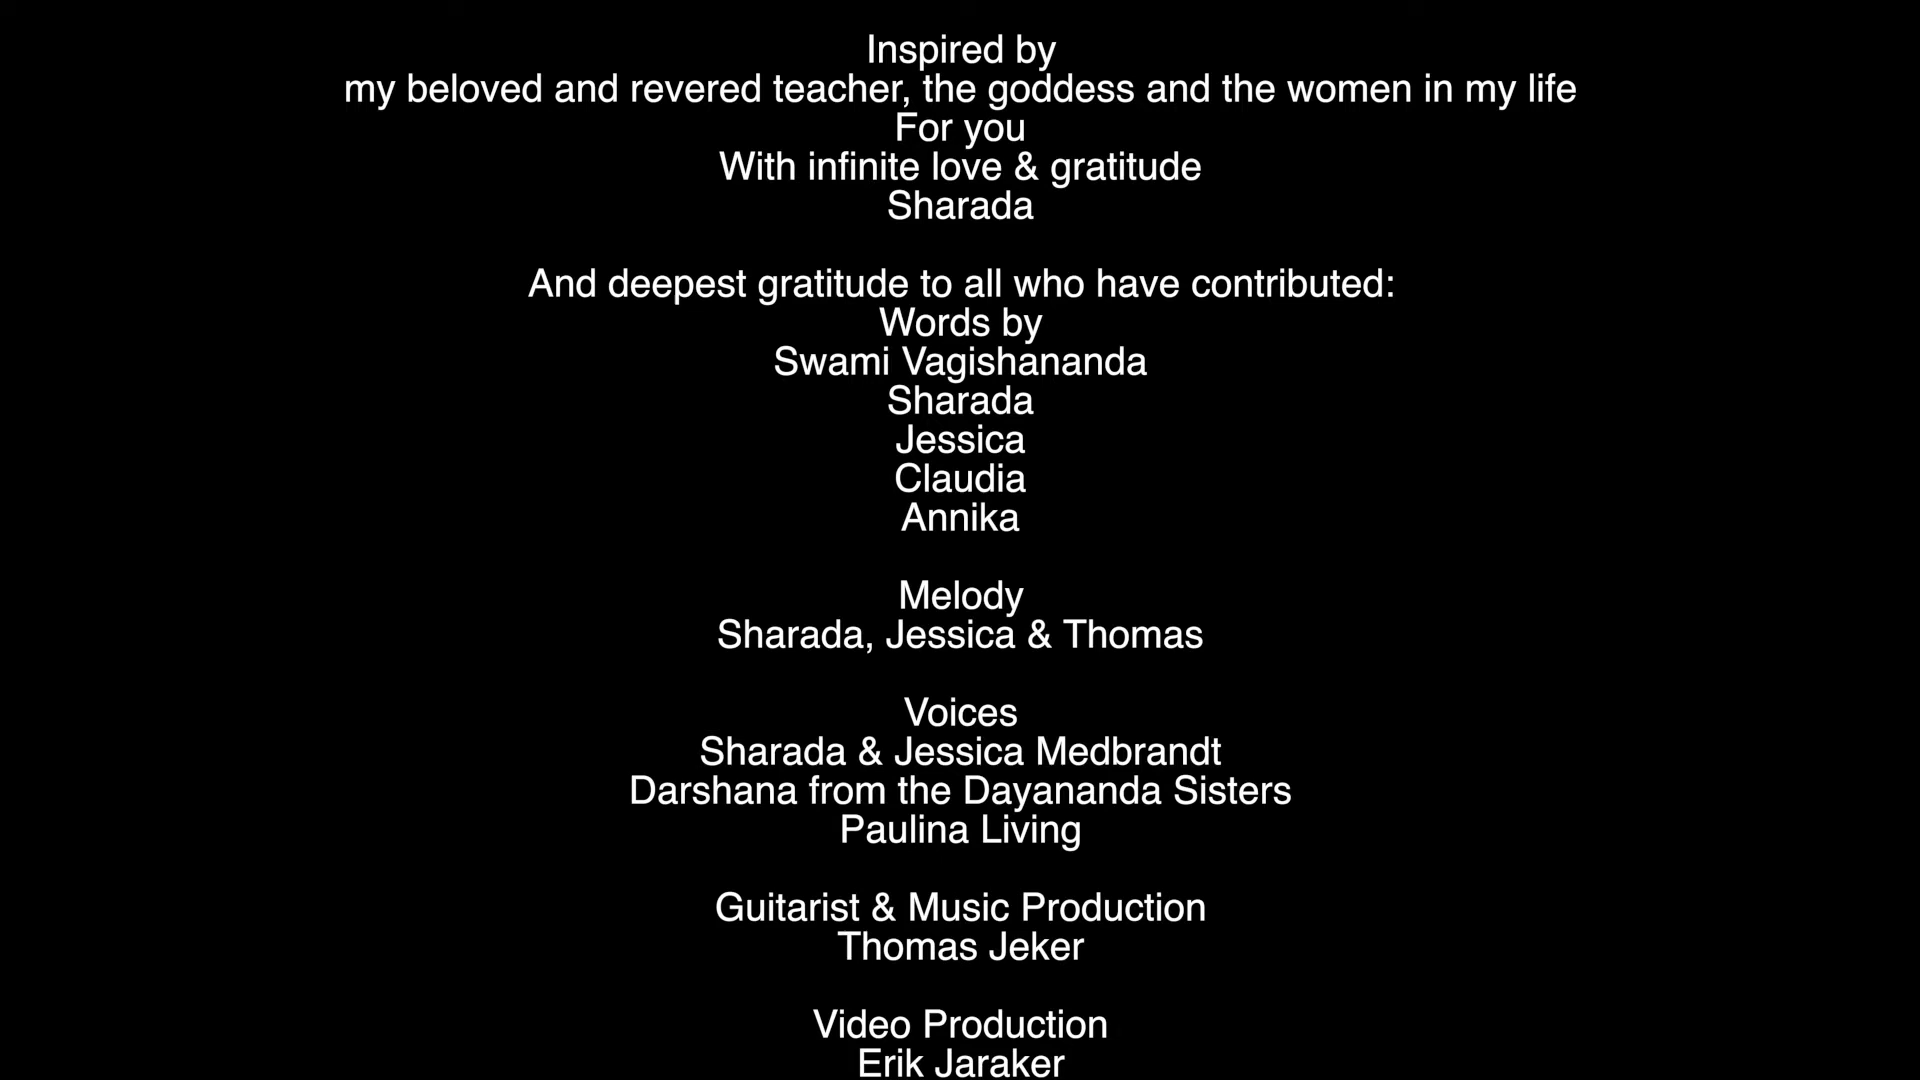 Inspired by
my beloved and revered teacher, the goddess and the women in my life
For you
With infinite love & gratitude
Sharada
And deepest gratitude to all who have contributed:
Words by
Swami Vagishananda
Sharada
Jessica
Claudia
Annika
Melody
Sharada, Jessica & Thomas
Voices
Sharada & Jessica Medbrandt
Darshana from the Dayananda Sisters
Paulina Living
Guitarist & Music Production
Thomas Jeker
Video Production
Erik Jaraker